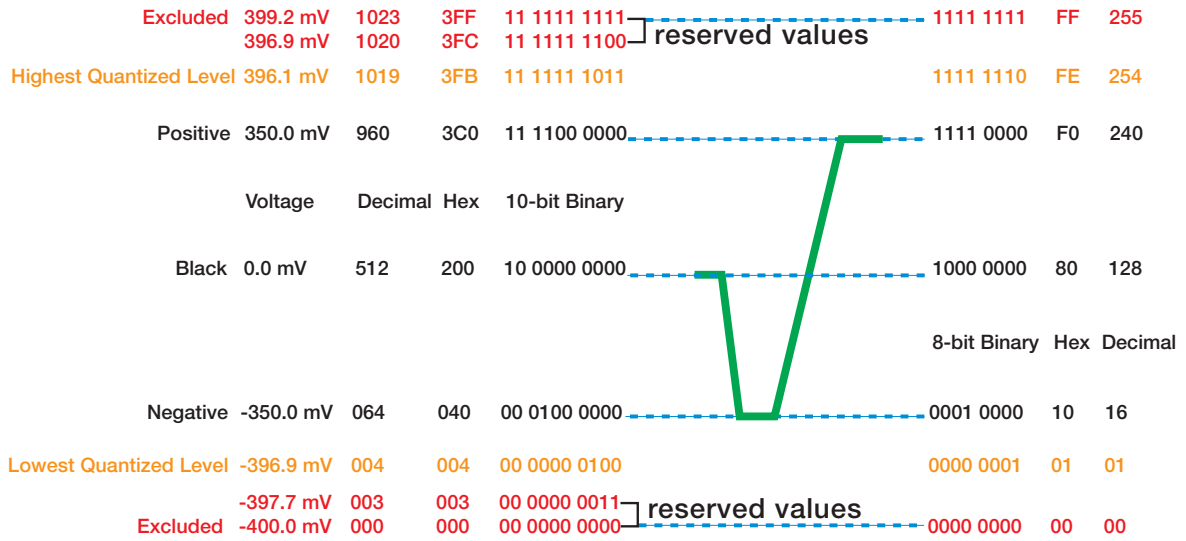 Excluded 399.2 mV 1023 3FF 11 1111 1111 1111 1111 FF 255
reserved values
396.9 mV 1020 3FC 11 1111 1100
Highest Quantized Level 396.1 mV 1019 3FB 11 1111 1011 1111 1110 FE 254
Positive 350.0 mV 960 3C0 11 1100 0000 1111 0000 F0 240
Voltage Decimal Hex 10-bit Binary
Black 0.0 mV 512 200 10 0000 0000 1000 0000 80 128
8-bit Binary Hex Decimal
Negative -350.0 mV 064 040 00 0100 0000 0001 0000 10 16
Lowest Quantized Level -396.9 mV 004 004 00 0000 0100 0000 0001 01 01
-397.7 mV 003 003 00 0000 0011
reserved values
Excluded -400.0 mV 000 000 00 0000 0000 0000 0000 00 00